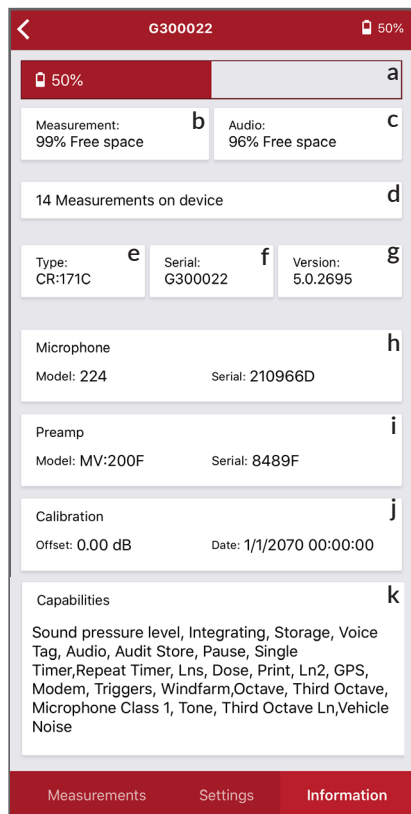 G300022 50%
50% a
Measurement: b
99% Free space
Audio: c
96% Free space
14 Measurements on device d
Type: e
CR:171C
Serial: f
G300022
Version: g
5.0.2695
Microphone h
Model: 224 Serial: 210966D
Preamp i
Model: MV:200F Serial: 8489F
Calibration j
Offset: 0.00 dB Date: 1/1/2070 00:00:00
Capabilities k
Sound pressure level, Integrating, Storage, Voice
Tag, Audio, Audit Store, Pause, Single
Timer,Repeat Timer, Lns, Dose, Print, Ln2, GPS,
Modem, Triggers, Windfarm,Octave, Third Octave,
Microphone Class 1, Tone, Third Octave Ln,Vehicle
Noise
Measurements Settings Information